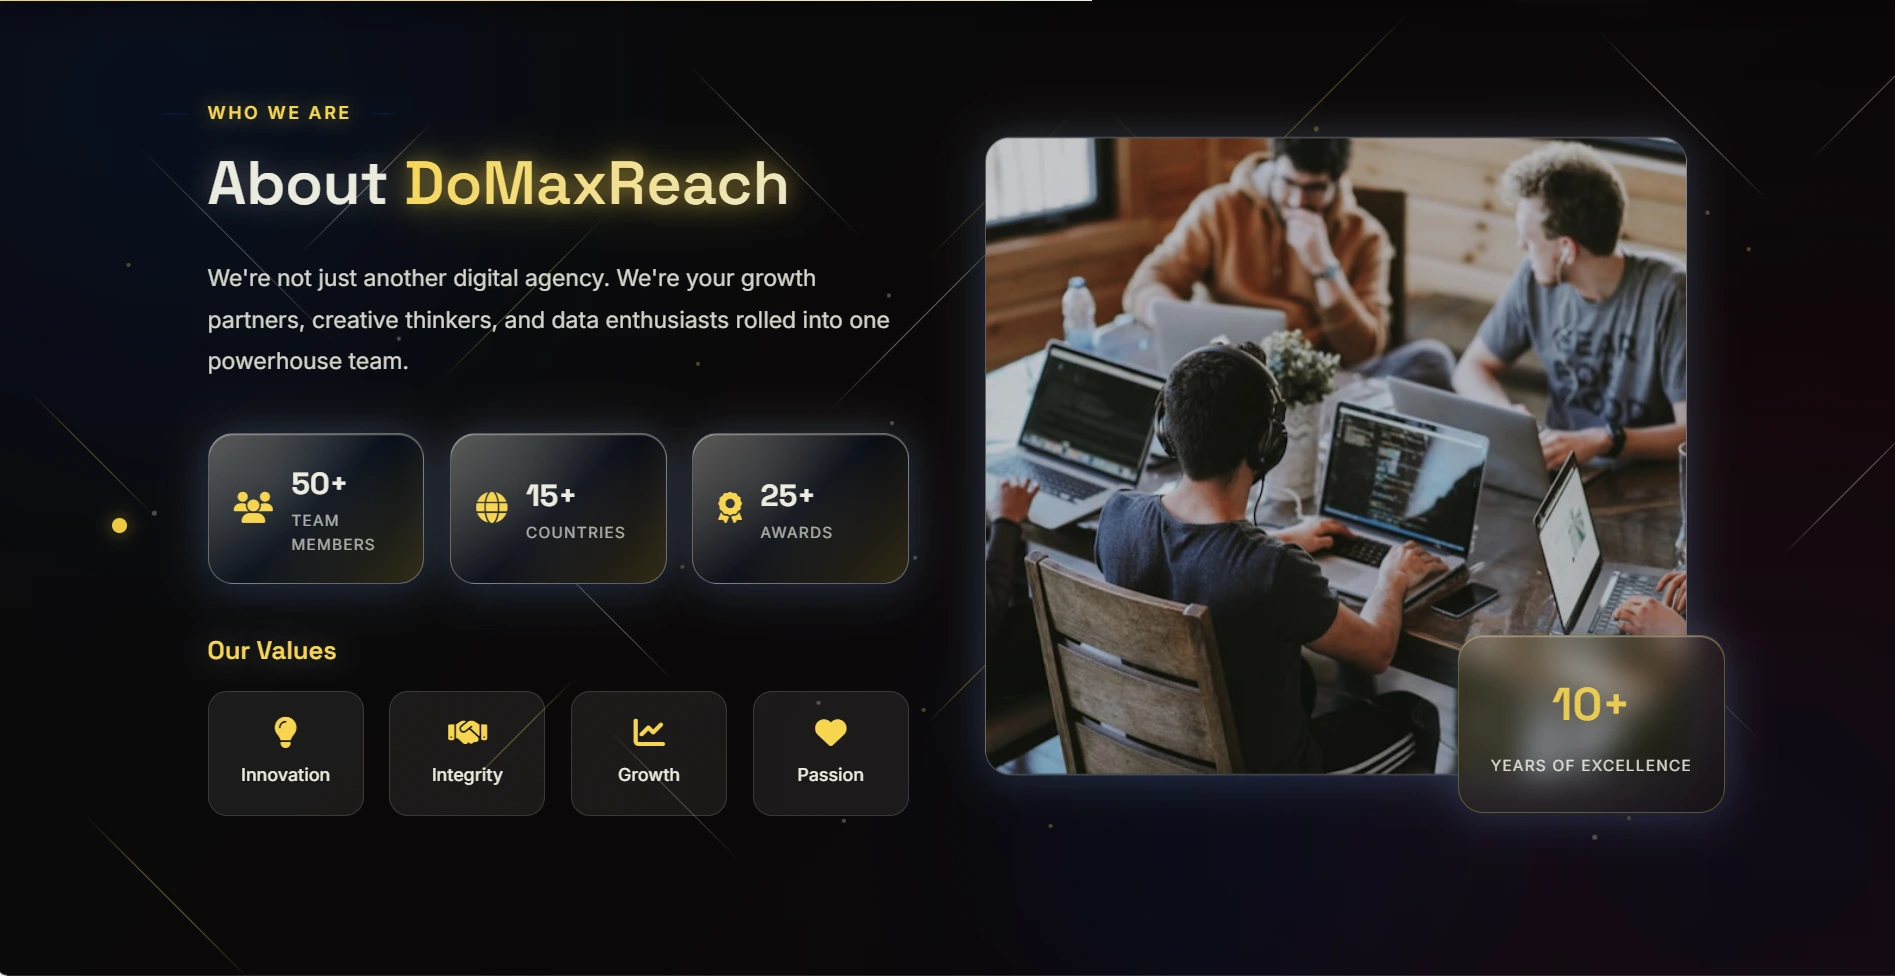 WHO WE ARE
About DoMaxReach
We're not just another digital agency. We're your growth
partners, creative thinkers, and data enthusiasts rolled into one
powerhouse team.
50+
TEAM
MEMBERS
15+
COUNTRIES
25+
AWARDS
Our Values
Innovation
Integrity
Growth
Passion
10+
YEARS OF EXCELLENCE